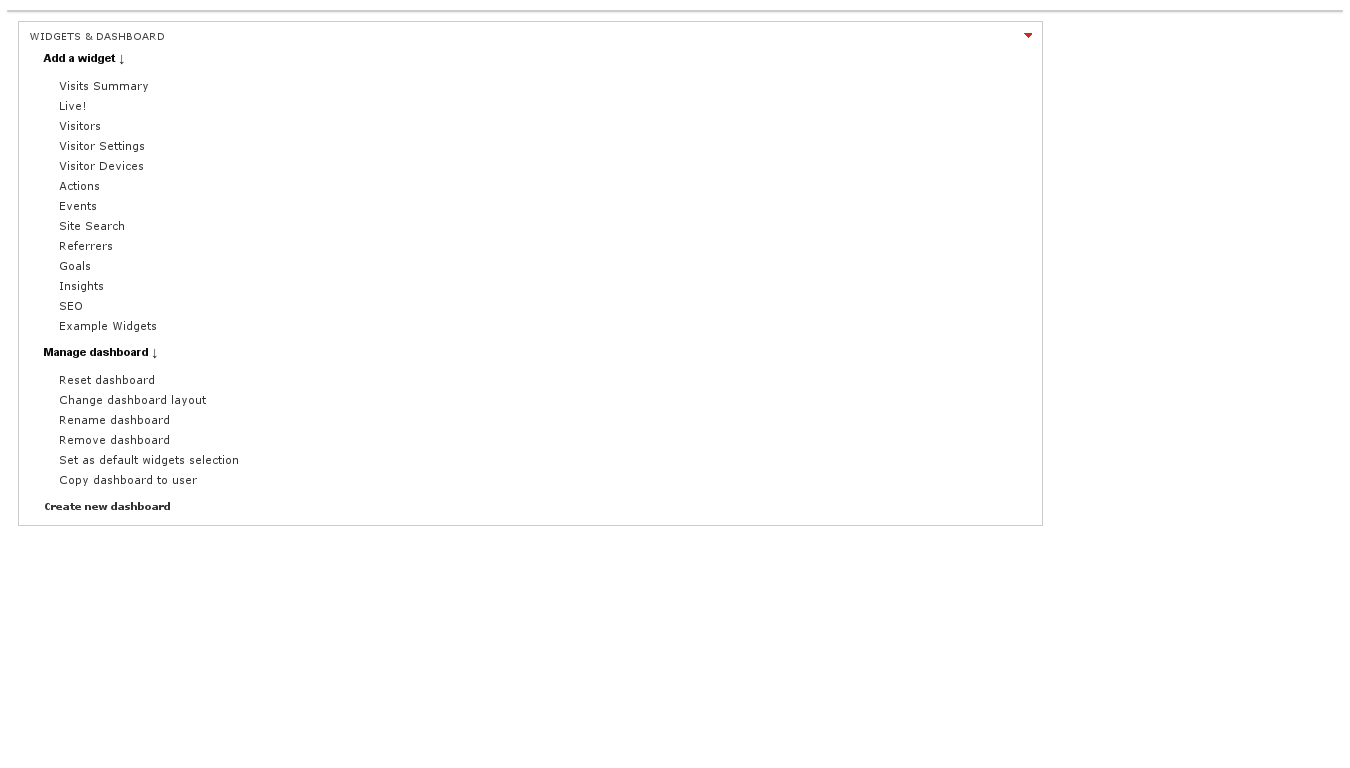 WIDGETS & DASHBOARD
Add a widget ↓
Visits Summary
Live!
Visitors
Visitor Settings
Visitor Devices
Actions
Events
Site Search
Referrers
Goals
Insights
SEO
Example Widgets
Manage dashboard ↓
Reset dashboard
Change dashboard layout
Rename dashboard
Remove dashboard
Set as default widgets selection
Copy dashboard to user
Create new dashboard